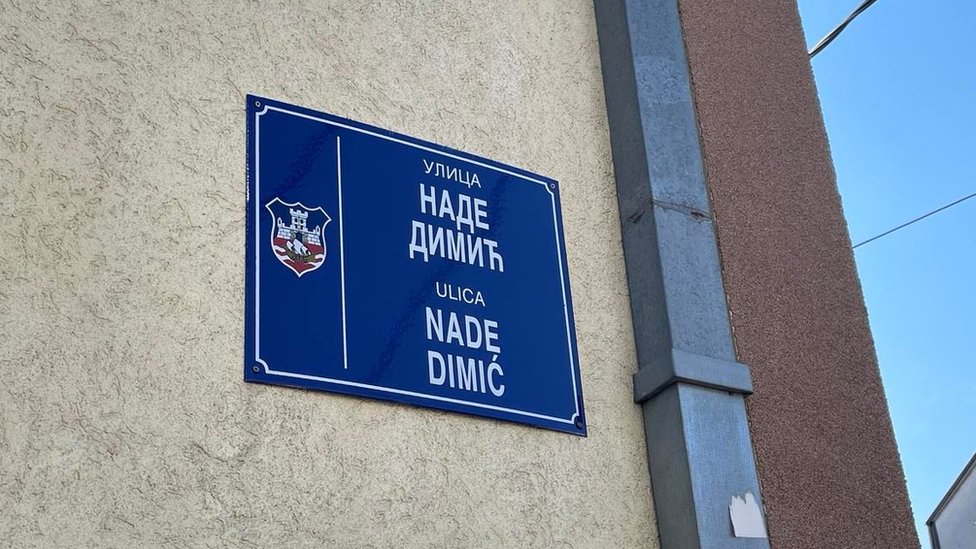 УЛИЦА
НАДЕ
ДИМИЋ
ULICA
NADE
DIMIĆ